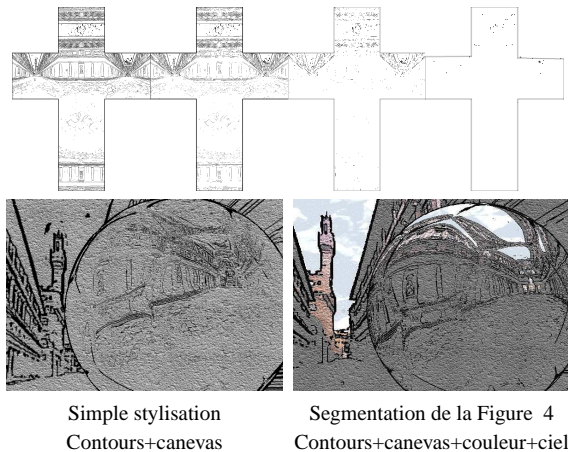 Simple stylisation
Contours+canevas
Segmentation de la Figure 4
Contours+canevas+couleur+ciel